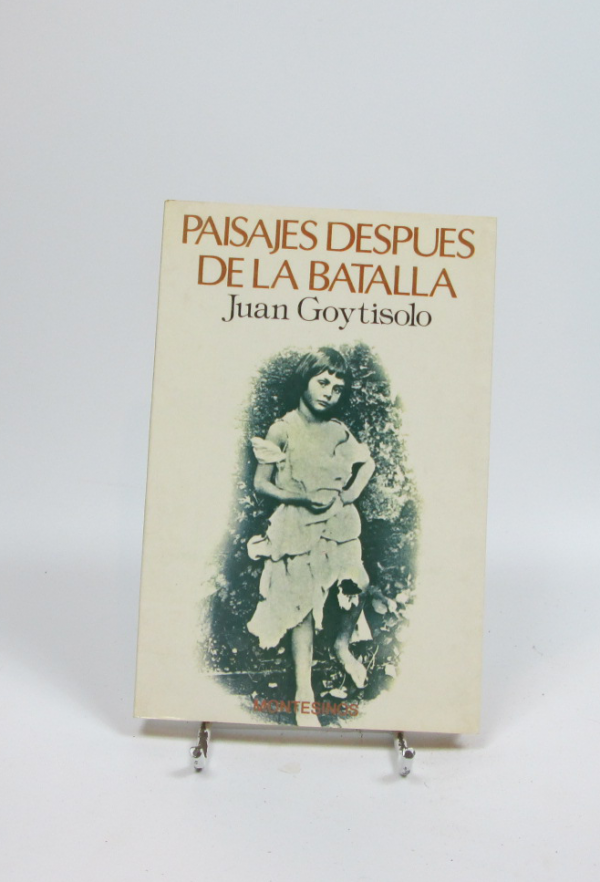 PAISAJES DESPUES
DE LA BATALLA
Juan Goytisolo
MONTESINOS